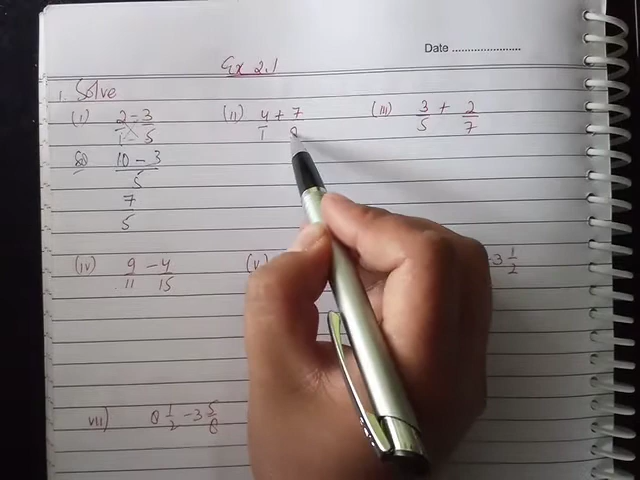 Date ......................
Ex 2.1
1. Solve
(i) 2/1 - 3/5 (ii) 4/1 + 7/8 (iii) 3/5 + 2/7
Sol 10 - 3 / 5
7/5
(iv) 9/11 - 4/15 (v) 3 1/2
vii) 8 1/2 - 3 5/8